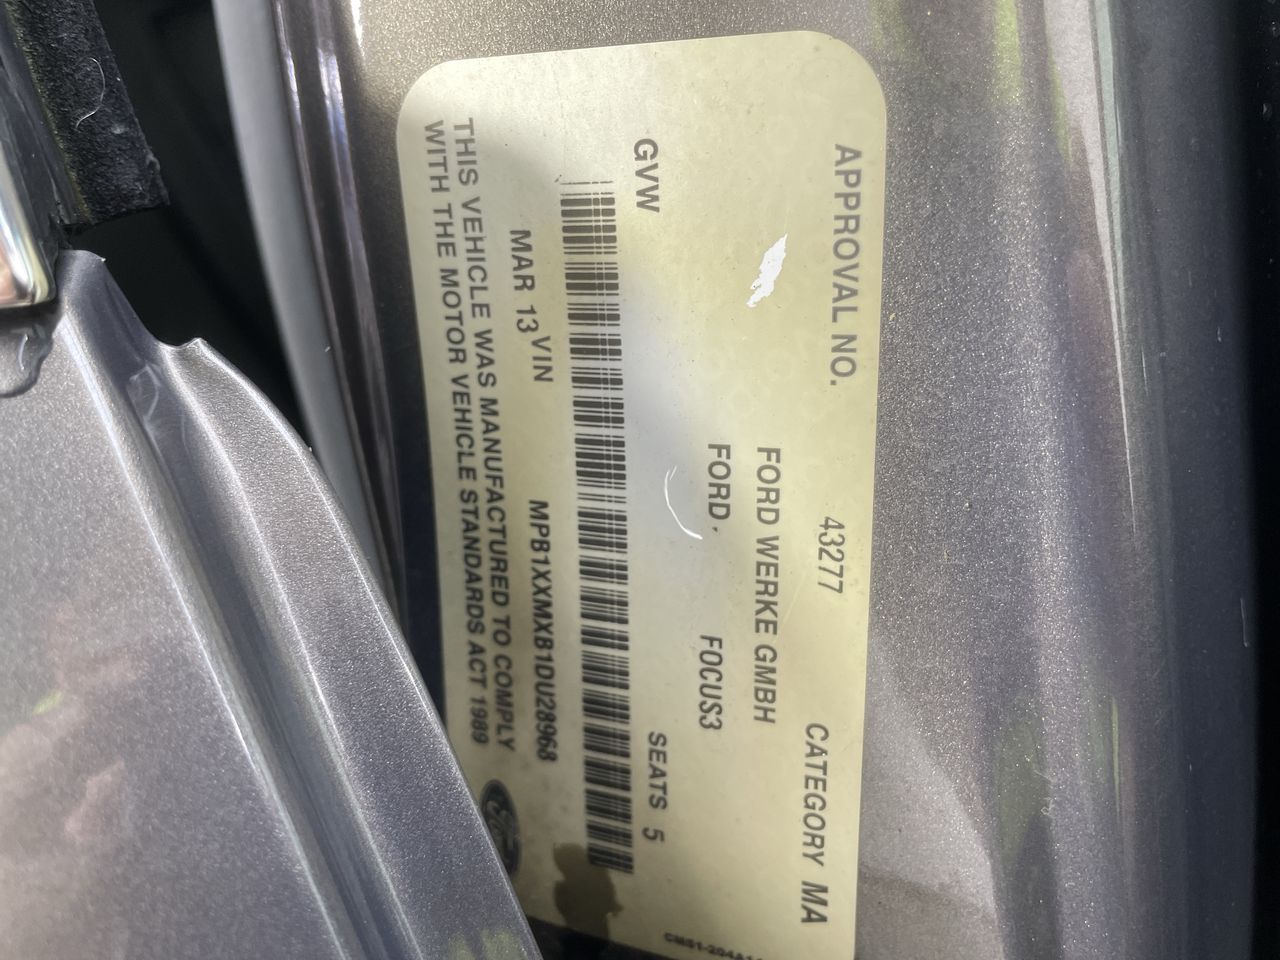 APPROVAL NO. 43277 CATEGORY MA
FORD WERKE GMBH
FORD, FOCUS3
GVW SEATS 5
MAR 13 VIN MPB1XXMXB1DU28968
THIS VEHICLE WAS MANUFACTURED TO COMPLY
WITH THE MOTOR VEHICLE STANDARDS ACT 1989
Ford